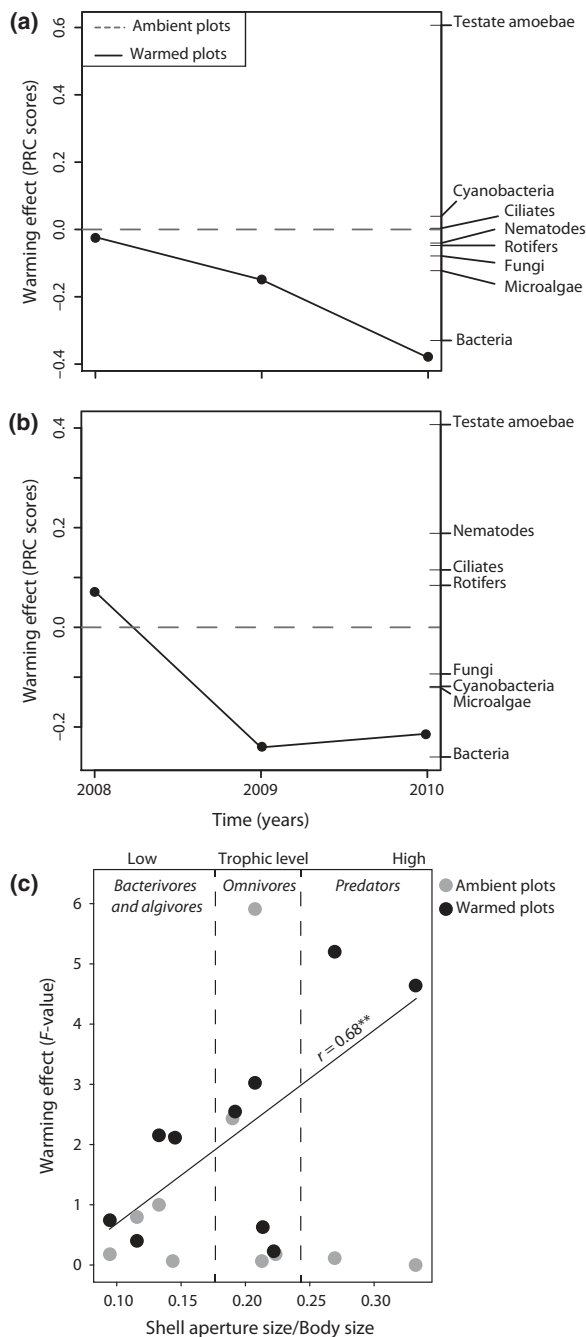 (a)
0.6
0.4
0.2
0.0
−0.2
−0.4
Warming effect (PRC scores)
Ambient plots
Warmed plots
Testate amoebae
Cyanobacteria
Ciliates
Nematodes
Rotifers
Fungi
Microalgae
Bacteria
(b)
0.4
0.2
0.0
−0.2
Warming effect (PRC scores)
Testate amoebae
Nematodes
Ciliates
Rotifers
Fungi
Cyanobacteria
Microalgae
Bacteria
2008 2009 2010
Time (years)
(c)
Low Trophic level High
Bacterivores and algivores
Omnivores
Predators
Ambient plots
Warmed plots
6
5
4
3
2
1
0
Warming effect (F-value)
r = 0.68**
0.10 0.15 0.20 0.25 0.30
Shell aperture size/Body size